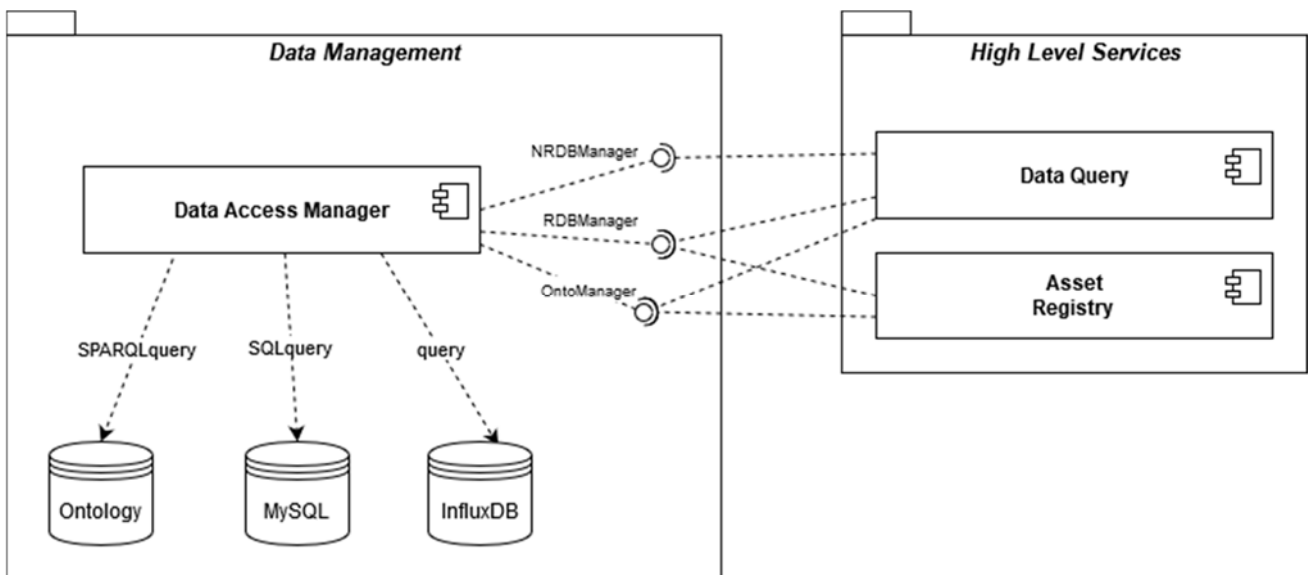 Data Management
High Level Services
NRDBManager
Data Query
Data Access Manager
RDBManager
OntoManager
Asset
Registry
SPARQLquery
SQLquery
query
Ontology
MySQL
InfluxDB